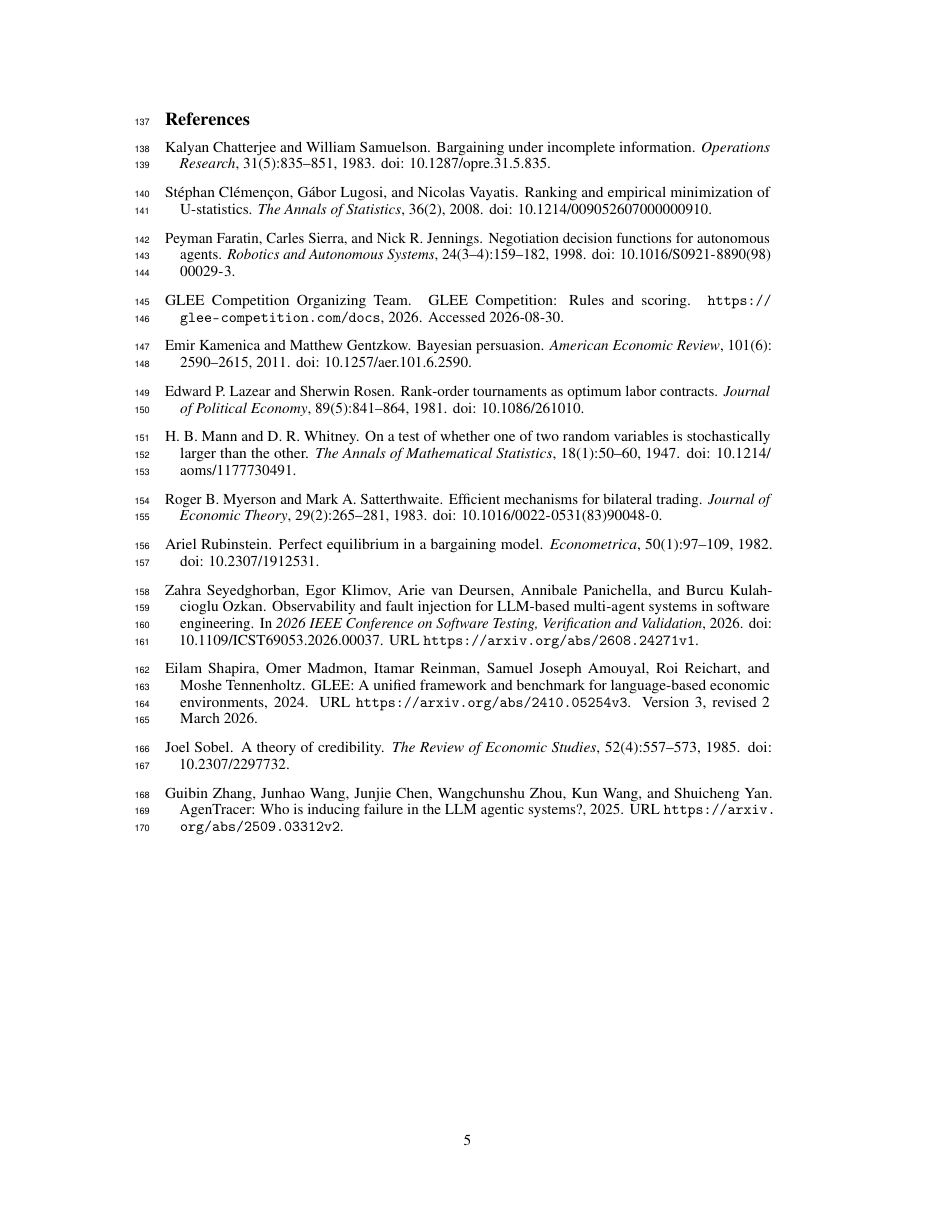 137 References
138 Kalyan Chatterjee and William Samuelson. Bargaining under incomplete information. Operations
139 Research, 31(5):835–851, 1983. doi: 10.1287/opre.31.5.835.
140 Stéphan Clémençon, Gábor Lugosi, and Nicolas Vayatis. Ranking and empirical minimization of
141 U-statistics. The Annals of Statistics, 36(2), 2008. doi: 10.1214/009052607000000910.
142 Peyman Faratin, Carles Sierra, and Nick R. Jennings. Negotiation decision functions for autonomous
143 agents. Robotics and Autonomous Systems, 24(3–4):159–182, 1998. doi: 10.1016/S0921-8890(98)
144 00029-3.
145 GLEE Competition Organizing Team. GLEE Competition: Rules and scoring. https://
146 glee-competition.com/docs, 2026. Accessed 2026-08-30.
147 Emir Kamenica and Matthew Gentzkow. Bayesian persuasion. American Economic Review, 101(6):
148 2590–2615, 2011. doi: 10.1257/aer.101.6.2590.
149 Edward P. Lazear and Sherwin Rosen. Rank-order tournaments as optimum labor contracts. Journal
150 of Political Economy, 89(5):841–864, 1981. doi: 10.1086/261010.
151 H. B. Mann and D. R. Whitney. On a test of whether one of two random variables is stochastically
152 larger than the other. The Annals of Mathematical Statistics, 18(1):50–60, 1947. doi: 10.1214/
153 aoms/1177730491.
154 Roger B. Myerson and Mark A. Satterthwaite. Efficient mechanisms for bilateral trading. Journal of
155 Economic Theory, 29(2):265–281, 1983. doi: 10.1016/0022-0531(83)90048-0.
156 Ariel Rubinstein. Perfect equilibrium in a bargaining model. Econometrica, 50(1):97–109, 1982.
157 doi: 10.2307/1912531.
158 Zahra Seyedghorban, Egor Klimov, Arie van Deursen, Annibale Panichella, and Burcu Kulah-
159 cioglu Ozkan. Observability and fault injection for LLM-based multi-agent systems in software
160 engineering. In 2026 IEEE Conference on Software Testing, Verification and Validation, 2026. doi:
161 10.1109/ICST69053.2026.00037. URL https://arxiv.org/abs/2608.24271v1.
162 Eilam Shapira, Omer Madmon, Itamar Reinman, Samuel Joseph Amouyal, Roi Reichart, and
163 Moshe Tennenholtz. GLEE: A unified framework and benchmark for language-based economic
164 environments, 2024. URL https://arxiv.org/abs/2410.05254v3. Version 3, revised 2
165 March 2026.
166 Joel Sobel. A theory of credibility. The Review of Economic Studies, 52(4):557–573, 1985. doi:
167 10.2307/2297732.
168 Guibin Zhang, Junhao Wang, Junjie Chen, Wangchunshu Zhou, Kun Wang, and Shuicheng Yan.
169 AgenTracer: Who is inducing failure in the LLM agentic systems?, 2025. URL https://arxiv.
170 org/abs/2509.03312v2.
5